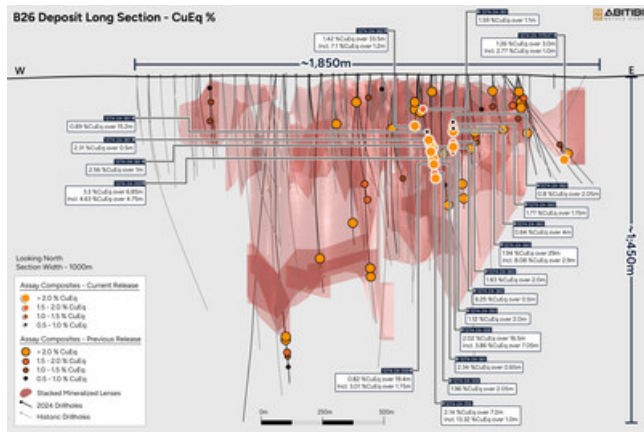 B26 Deposit Long Section - CuEq %
ABITIBI
1.42 %CuEq over 33.5m
Incl. 7.1 %CuEq over 1.2m
1.59 %CuEq over 1.1m
1.26 %CuEq over 3.0m
Incl. 2.77 %CuEq over 1.0m
W
~1,850m
E
0.89 %CuEq over 15.2m
2.31 %CuEq over 0.5m
2.56 %CuEq over 1m
3.3 %CuEq over 6.85m
Incl. 4.63 %CuEq over 4.75m
0.8 %CuEq over 2.05m
1.77 %CuEq over 1.15m
0.64 %CuEq over 4m
1.94 %CuEq over 29m
Incl. 8.08 %CuEq over 2.9m
1.83 %CuEq over 2.0m
6.25 %CuEq over 0.5m
1.12 %CuEq over 2.0m
2.02 %CuEq over 16.5m
Incl. 3.86 %CuEq over 7.05m
2.34 %CuEq over 0.65m
1.96 %CuEq over 2.05m
2.14 %CuEq over 7.2m
Incl. 13.32 %CuEq over 1.0m
0.82 %CuEq over 19.4m
Incl. 3.01 %CuEq over 1.75m
~1,450m
Looking North
Section Width - 1000m
Assay Composites - Current Release
> 2.0 % CuEq
1.5 - 2.0 % CuEq
1.0 - 1.5 % CuEq
0.5 - 1.0 % CuEq
Assay Composites - Previous Release
> 2.0 % CuEq
1.5 - 2.0 % CuEq
1.0 - 1.5 % CuEq
0.5 - 1.0 % CuEq
Stacked Mineralized Lenses
2024 Drillholes
Historic Drillholes
0m 250m 500m